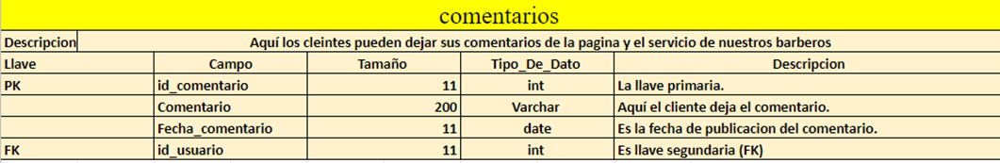 comentarios
Descripcion Aquí los cleintes pueden dejar sus comentarios de la pagina y el servicio de nuestros barberos
Llave Campo Tamaño Tipo_De_Dato Descripcion
PK id_comentario 11 int La llave primaria.
Comentario 200 Varchar Aquí el cliente deja el comentario.
Fecha_comentario 11 date Es la fecha de publicacion del comentario.
FK id_usuario 11 int Es llave segundaria (FK)